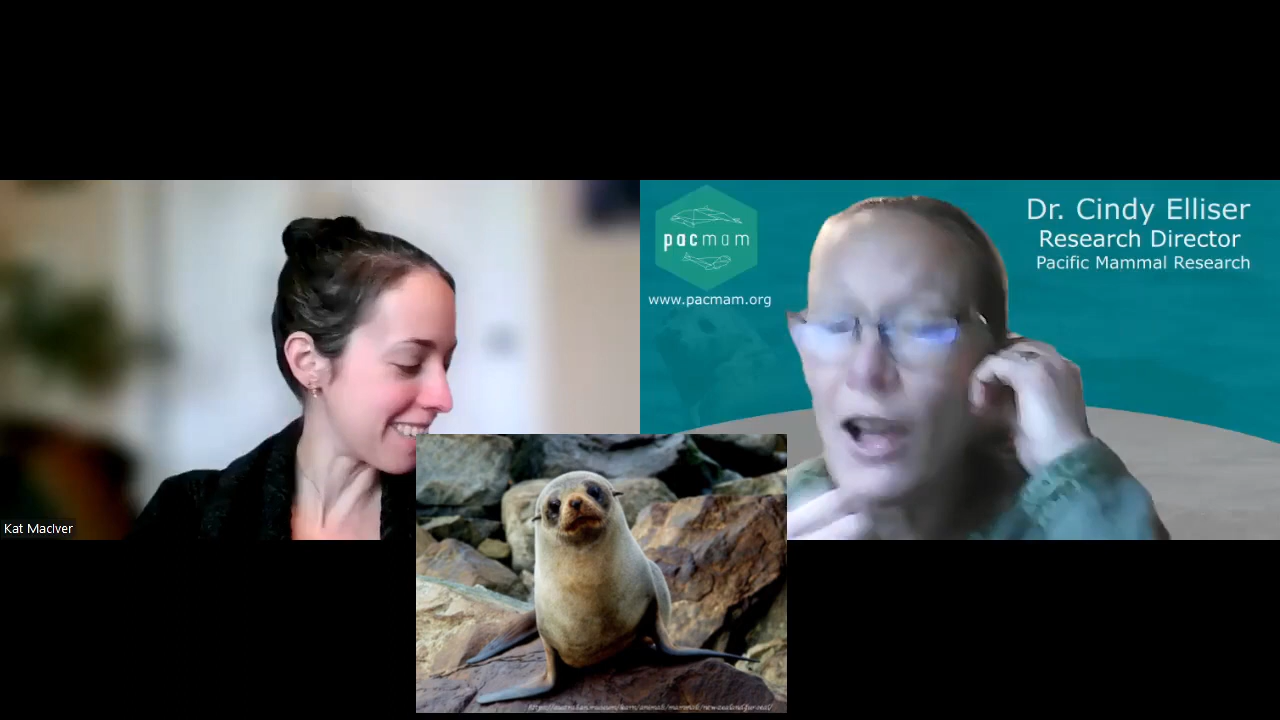 Dr. Cindy Elliser
Research Director
Pacific Mammal Research
pacmam
www.pacmam.org
Kat MacIver